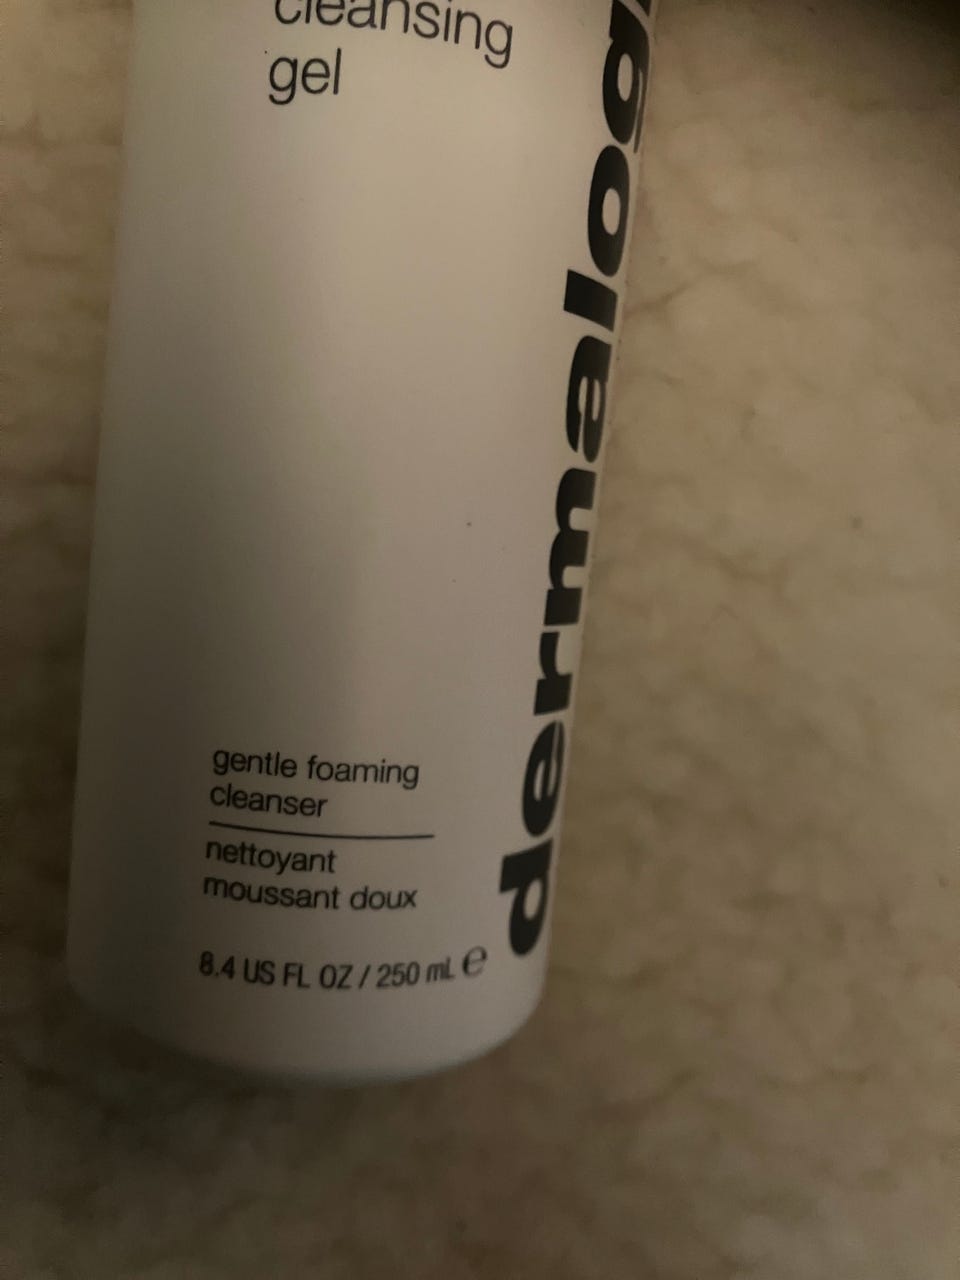 cleansing
gel
dermalog
gentle foaming
cleanser
nettoyant
moussant doux
8.4 US FL OZ / 250 mL e